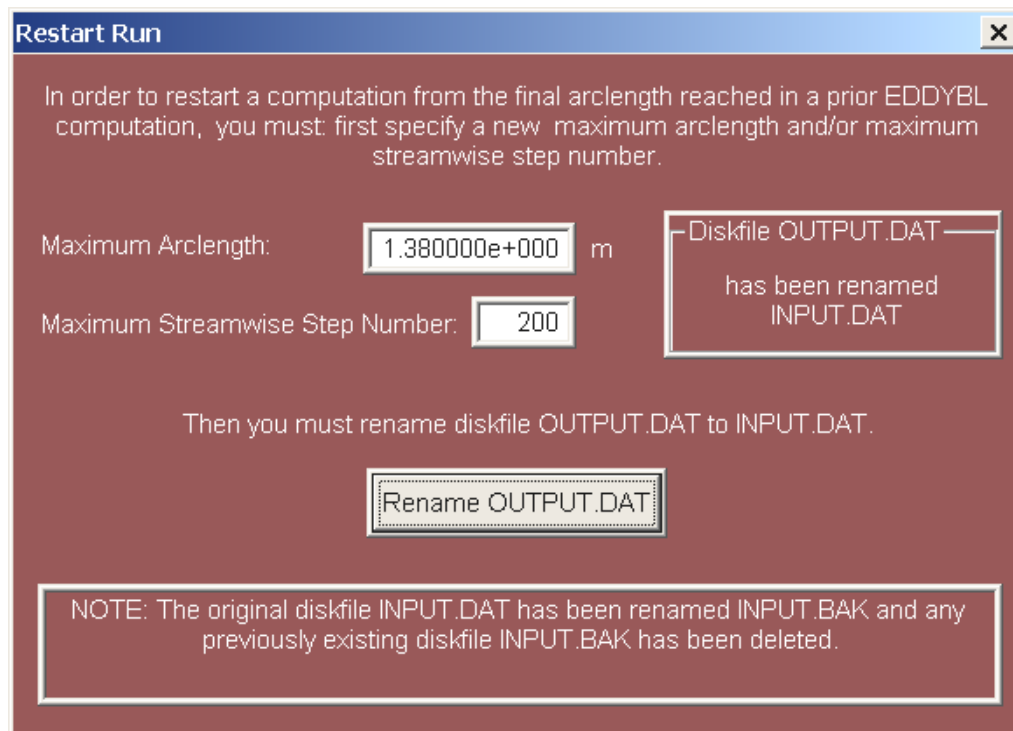 Restart Run
In order to restart a computation from the final arclength reached in a prior EDDYBL
computation, you must: first specify a new maximum arclength and/or maximum
streamwise step number.
Maximum Arclength: 1.380000e+000 m
Maximum Streamwise Step Number: 200
Diskfile OUTPUT.DAT
has been renamed
INPUT.DAT
Then you must rename diskfile OUTPUT.DAT to INPUT.DAT.
Rename OUTPUT.DAT
NOTE: The original diskfile INPUT.DAT has been renamed INPUT.BAK and any
previously existing diskfile INPUT.BAK has been deleted.